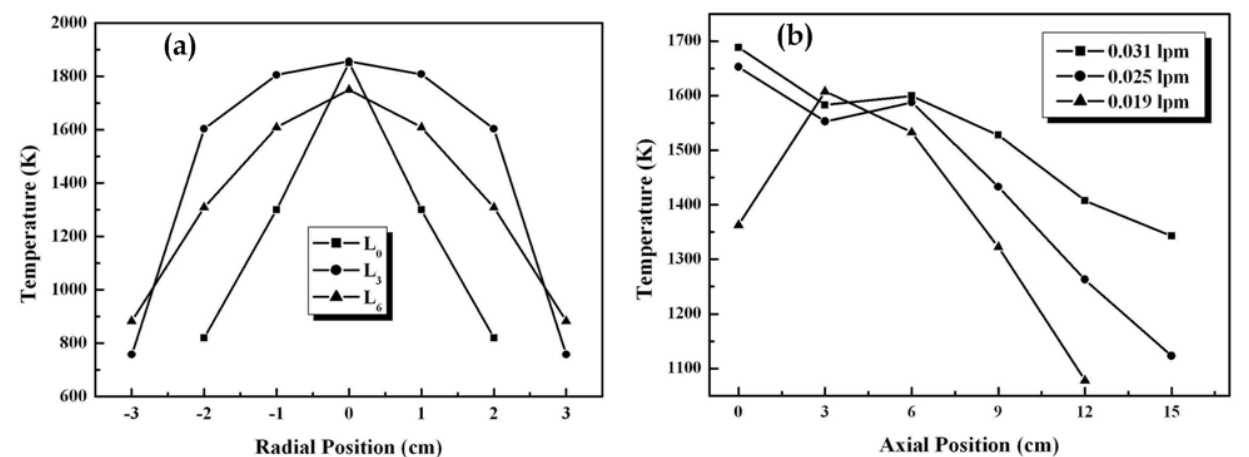 (a)
2000
1800
1600
1400
1200
1000
800
600
Temperature (K)
L0
L3
L6
-3 -2 -1 0 1 2 3
Radial Position (cm)
(b)
1700
1600
1500
1400
1300
1200
1100
Temperature (K)
0.031 lpm
0.025 lpm
0.019 lpm
0 3 6 9 12 15
Axial Position (cm)